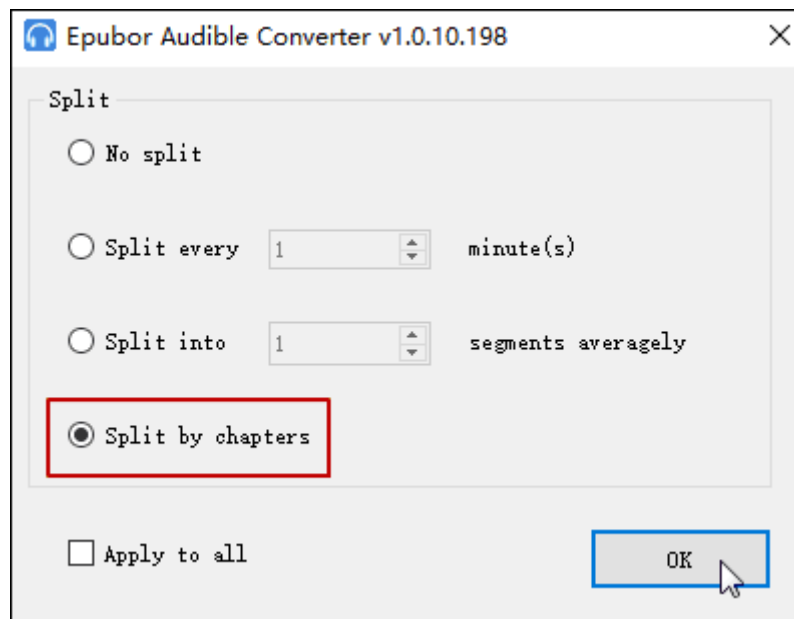 Epubor Audible Converter v1.0.10.198
Split
No split
Split every 1 minute(s)
Split into 1 segments averagely
Split by chapters
Apply to all
OK